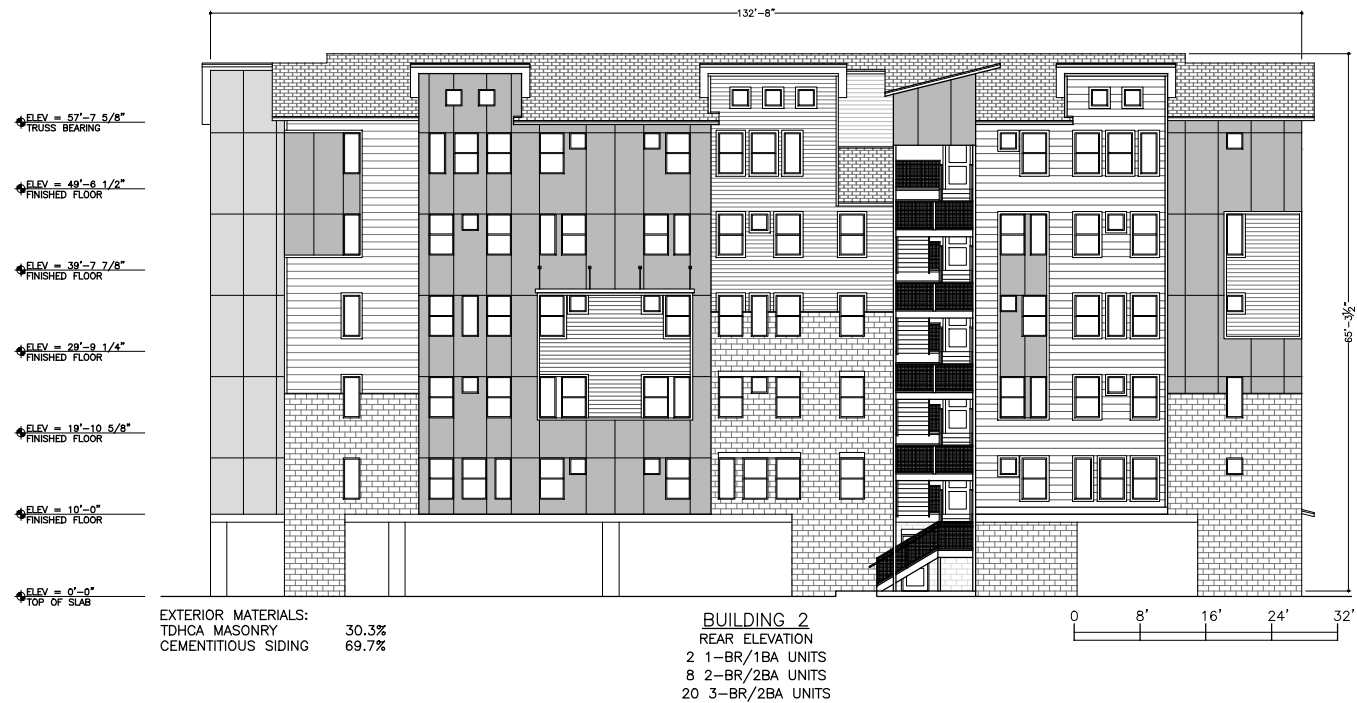 132'-8"
ELEV = 57'-7 5/8"
TRUSS BEARING
ELEV = 49'-6 1/2"
FINISHED FLOOR
ELEV = 39'-7 7/8"
FINISHED FLOOR
65'-3½"
ELEV = 29'-9 1/4"
FINISHED FLOOR
ELEV = 19'-10 5/8"
FINISHED FLOOR
ELEV = 10'-0"
FINISHED FLOOR
ELEV = 0'-0"
TOP OF SLAB
EXTERIOR MATERIALS:
TDHCA MASONRY 30.3%
CEMENTITIOUS SIDING 69.7%
BUILDING 2
REAR ELEVATION
2 1-BR/1BA UNITS
8 2-BR/2BA UNITS
20 3-BR/2BA UNITS
0 8' 16' 24' 32'